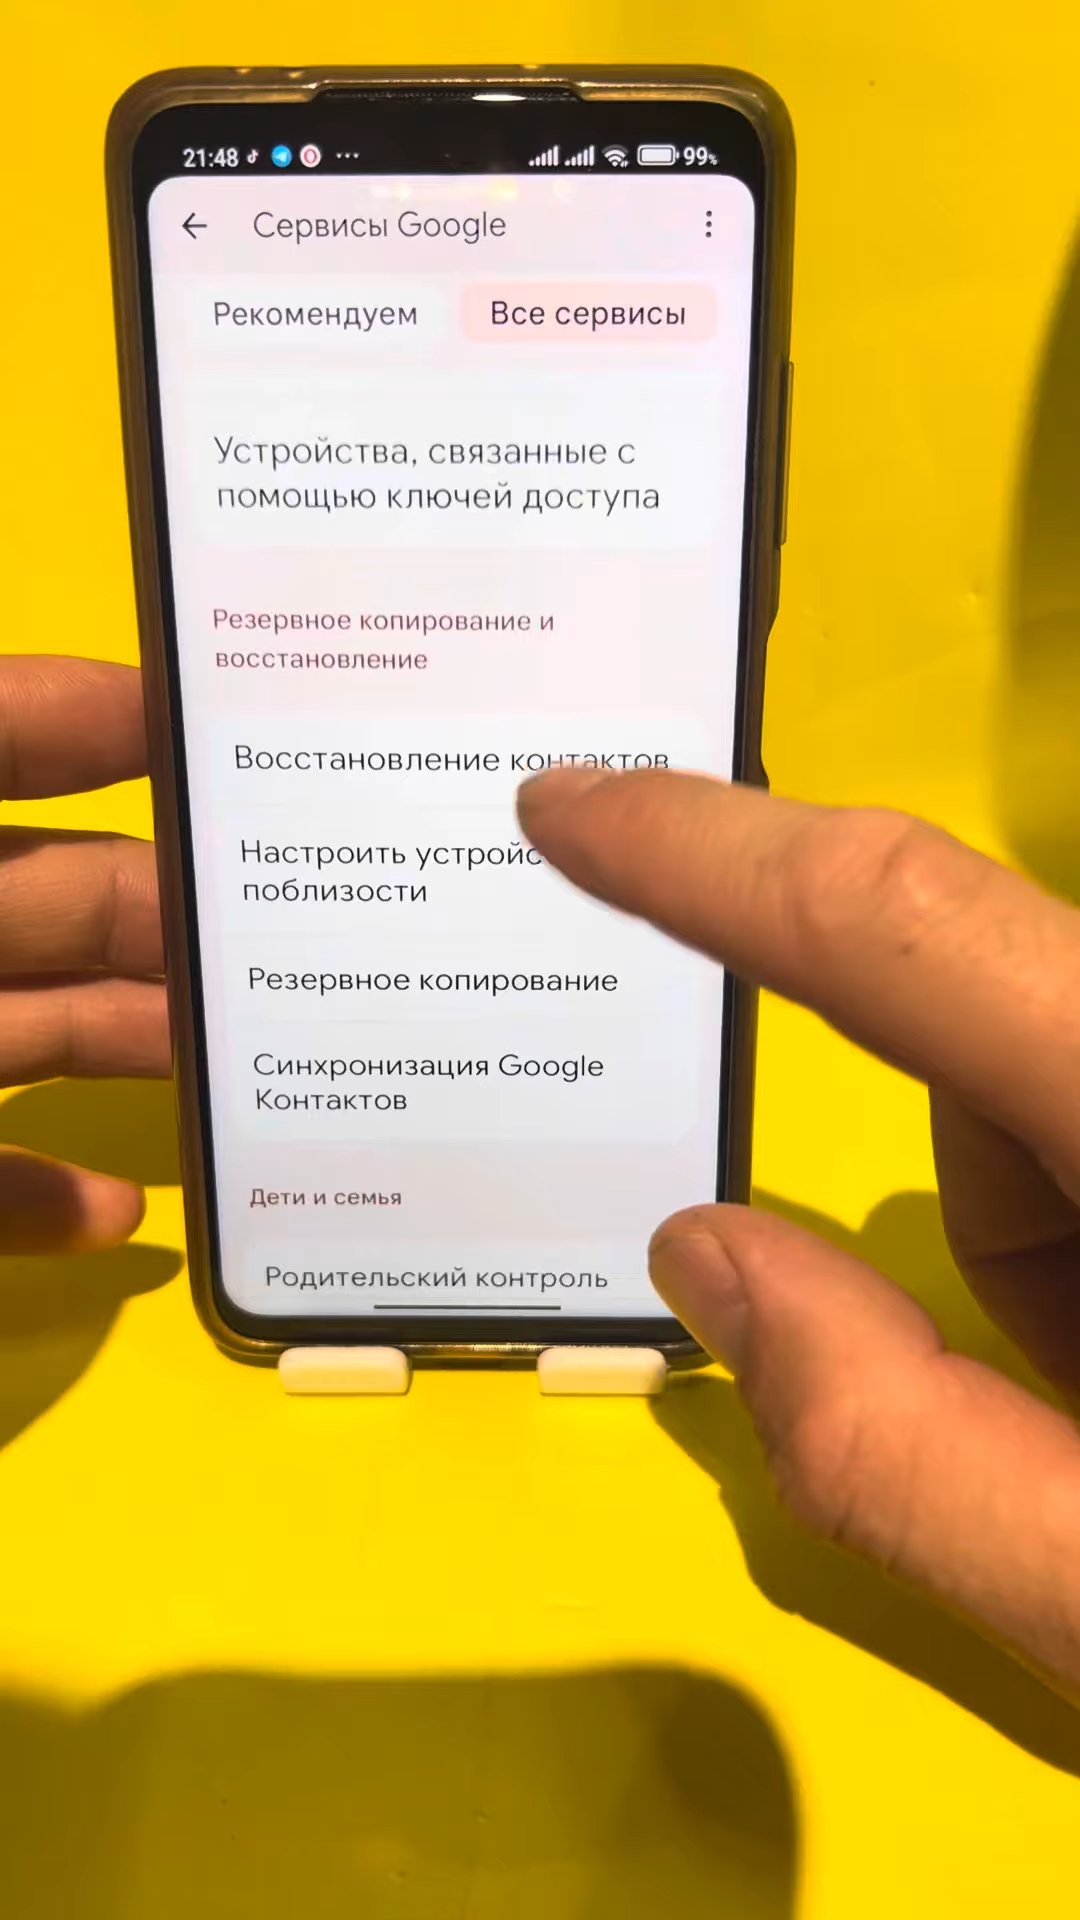 21:48 99%
Сервисы Google
Рекомендуем Все сервисы
Устройства, связанные с
помощью ключей доступа
Резервное копирование и
восстановление
Восстановление контактов
Настроить
поблизости
Резервное копирование
Синхронизация Google
Контактов
Дети и семья
Родительский контроль